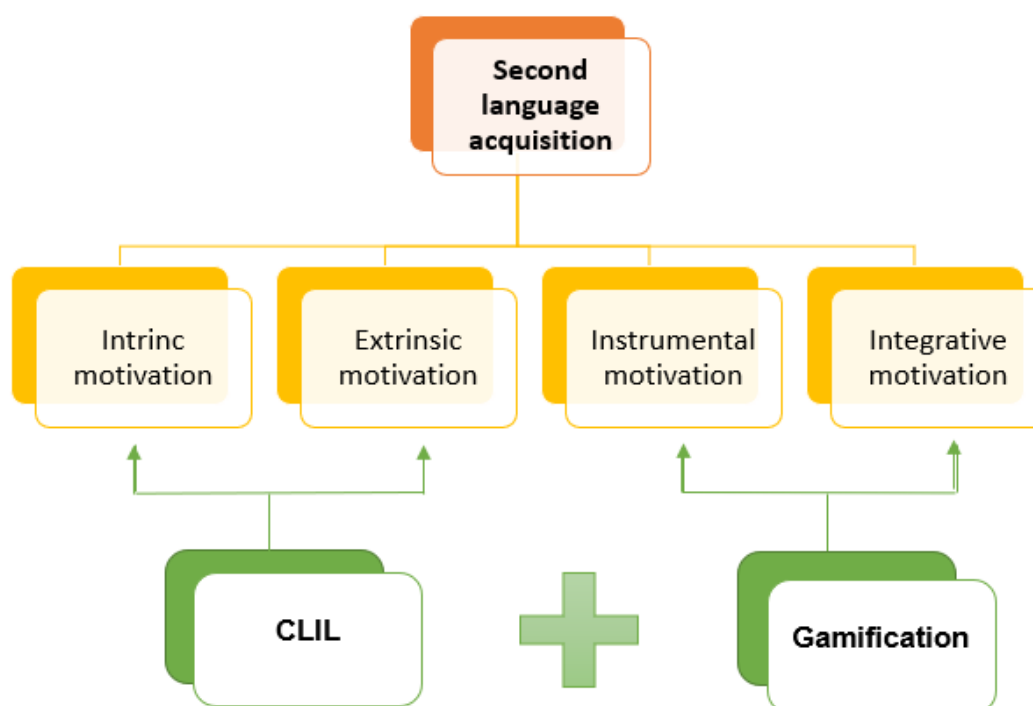 Second
language
acquisition
Intrinc
motivation
Extrinsic
motivation
Instrumental
motivation
Integrative
motivation
CLIL
Gamification